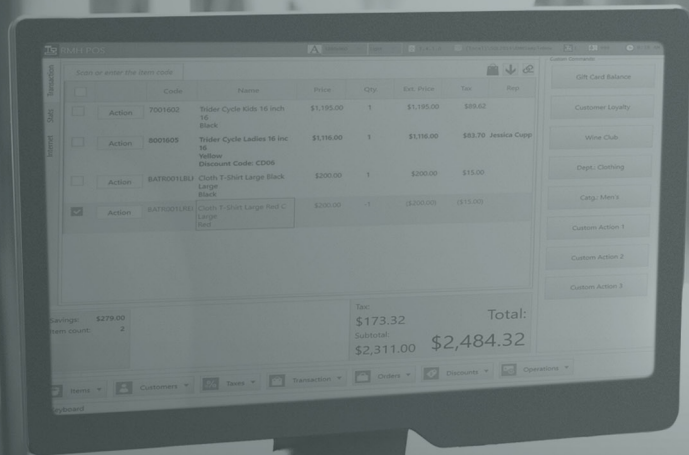 RMH POS
Scan or enter the item code
Custom Commands
Transaction
Stats
Internet
Code Name Price Qty Ext. Price Tax Rep
Action 7001602 Trider Cycle Kids 16 inch $1,195.00 1 $1,195.00 $89.62
16
Black
Action 8001605 Trider Cycle Ladies 16 inc $1,116.00 1 $1,116.00 $83.70 Jessica Cupp
16
Yellow
Discount Code: CD06
Action Cloth T-Shirt Large Black $200.00 1 $200.00 $15.00
Large
Black
Action Cloth T-Shirt Large Red C $200.00 ($200.00) ($15.00)
Large
Red
Gift Card Balance
Customer Loyalty
Wine Club
Dept.: Clothing
Catg.: Men's
Custom Action 1
Custom Action 2
Custom Action 3
Savings: $279.00
Item count: 2
Tax:
$173.32
Subtotal:
$2,311.00
Total:
$2,484.32
Items Customers Taxes Transaction Orders Discounts Operations